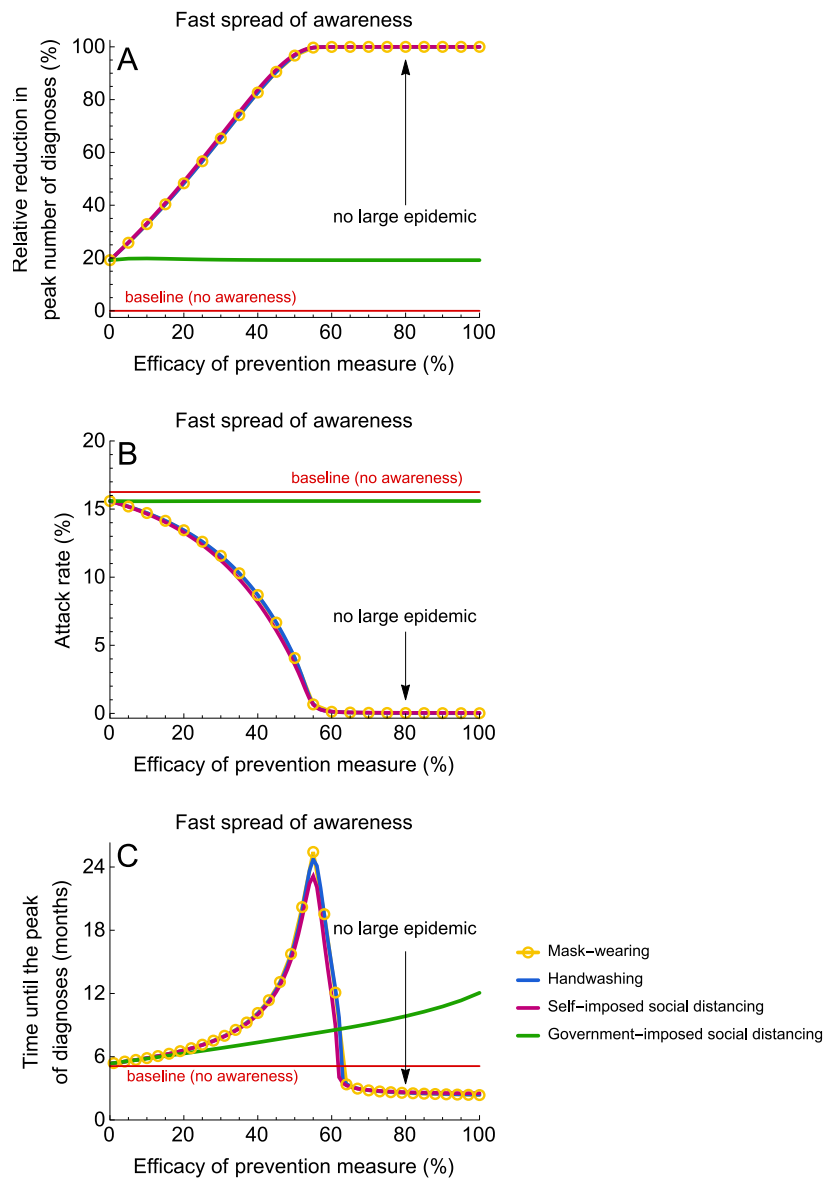 Fast spread of awareness
A
Relative reduction in
peak number of diagnoses (%)
100
80
60
40
20
0
no large epidemic
baseline (no awareness)
0 20 40 60 80 100
Efficacy of prevention measure (%)
Fast spread of awareness
B
Attack rate (%)
20
15
10
5
0
baseline (no awareness)
no large epidemic
0 20 40 60 80 100
Efficacy of prevention measure (%)
Fast spread of awareness
C
Time until the peak
of diagnoses (months)
24
18
12
6
0
no large epidemic
baseline (no awareness)
0 20 40 60 80 100
Efficacy of prevention measure (%)
Mask−wearing
Handwashing
Self−imposed social distancing
Government−imposed social distancing